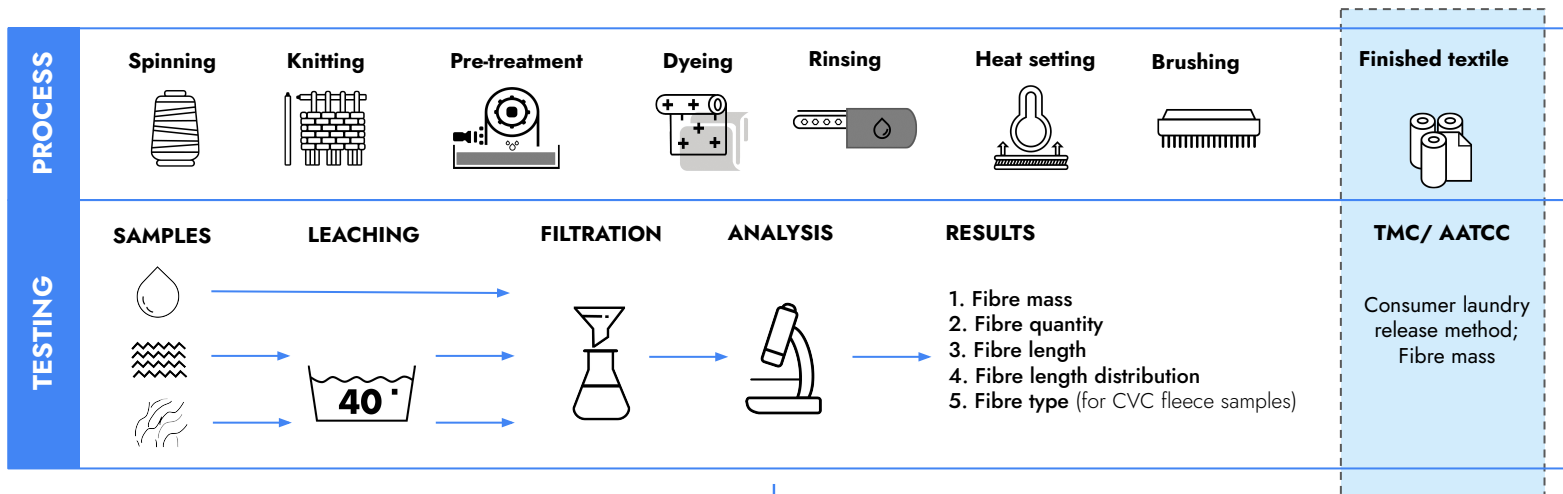 PROCESS
Spinning
Knitting
Pre-treatment
Dyeing
Rinsing
Heat setting
Brushing
Finished textile
TESTING
SAMPLES
LEACHING
FILTRATION
ANALYSIS
RESULTS
TMC/ AATCC
40
1. Fibre mass
2. Fibre quantity
3. Fibre length
4. Fibre length distribution
5. Fibre type (for CVC fleece samples)
Consumer laundry
release method;
Fibre mass